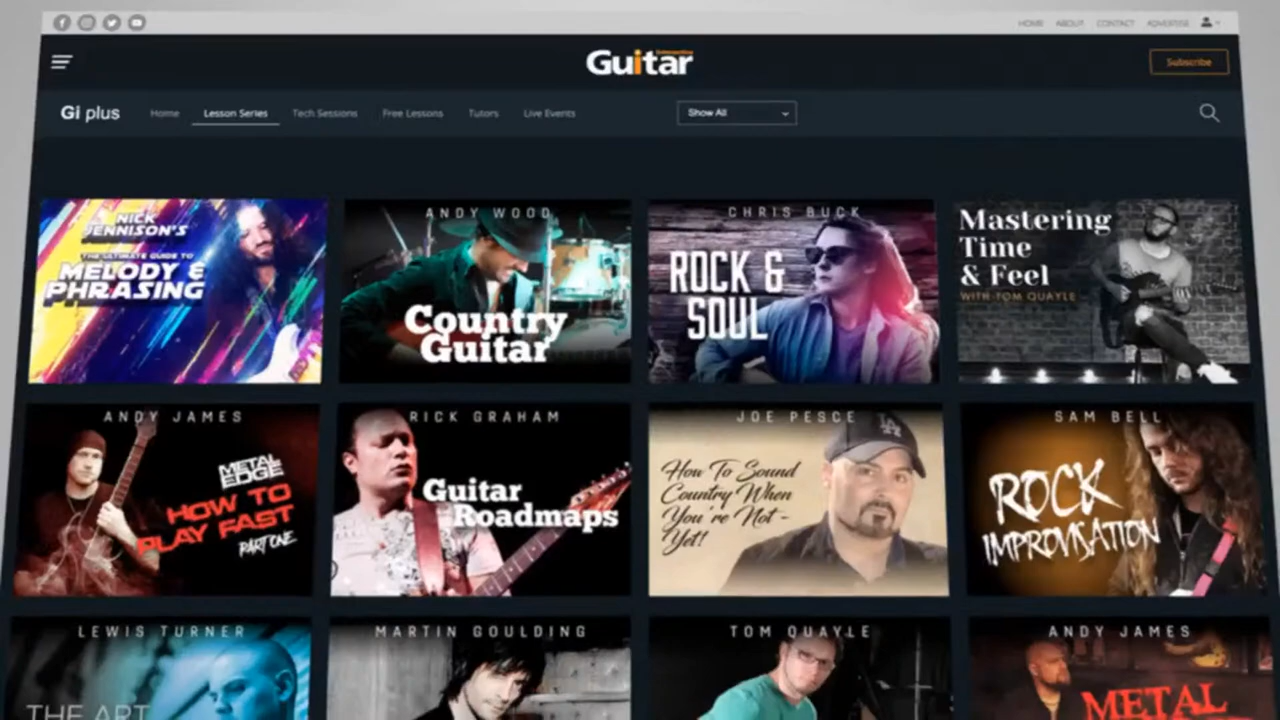 HOME ABOUT CONTACT ADVERTISE
Guitar
Subscribe
Gi plus Home Lesson Series Tech Sessions Free Lessons Tutors Live Events Show All
NICK
JENNISON'S
THE ULTIMATE GUIDE TO
MELODY &
PHRASING
ANDY WOOD
Country
Guitar
CHRIS BUCK
ROCK &
SOUL
Mastering
Time
& Feel
WITH TOM QUAYLE
ANDY JAMES
METAL
EDGE
HOW TO
PLAY FAST
PART ONE
RICK GRAHAM
Guitar
Roadmaps
JOE PESCE
How To Sound
Country When
You're Not -
Yet!
LA
SAM BELL
ROCK
IMPROVISATION
LEWIS TURNER
THE ART
MARTIN GOULDING
TOM QUAYLE
ANDY JAMES
METAL